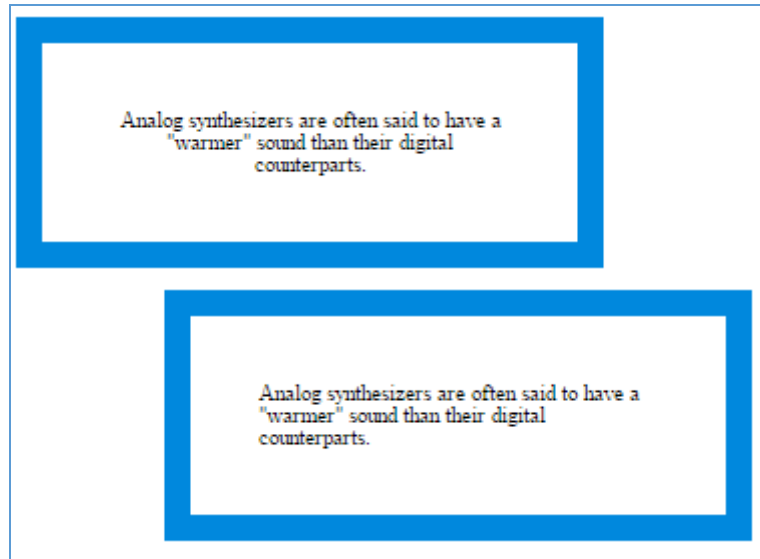 Analog synthesizers are often said to have a
"warmer" sound than their digital
counterparts.
Analog synthesizers are often said to have a
"warmer" sound than their digital
counterparts.